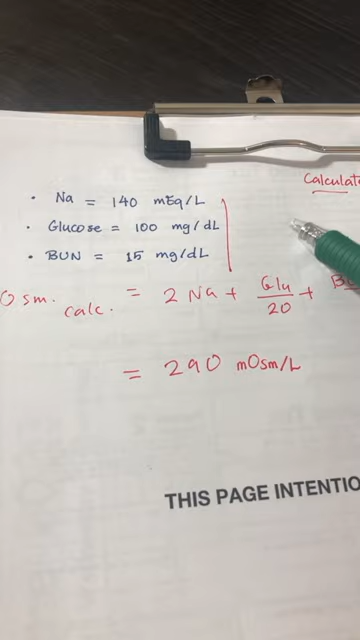 Calculate
• Na = 140 mEq/L
• Glucose = 100 mg/dL
• BUN = 15 mg/dL
Osm. calc. = 2 Na + Glu/20 +
= 290 mOsm/L
THIS PAGE INTENTIO